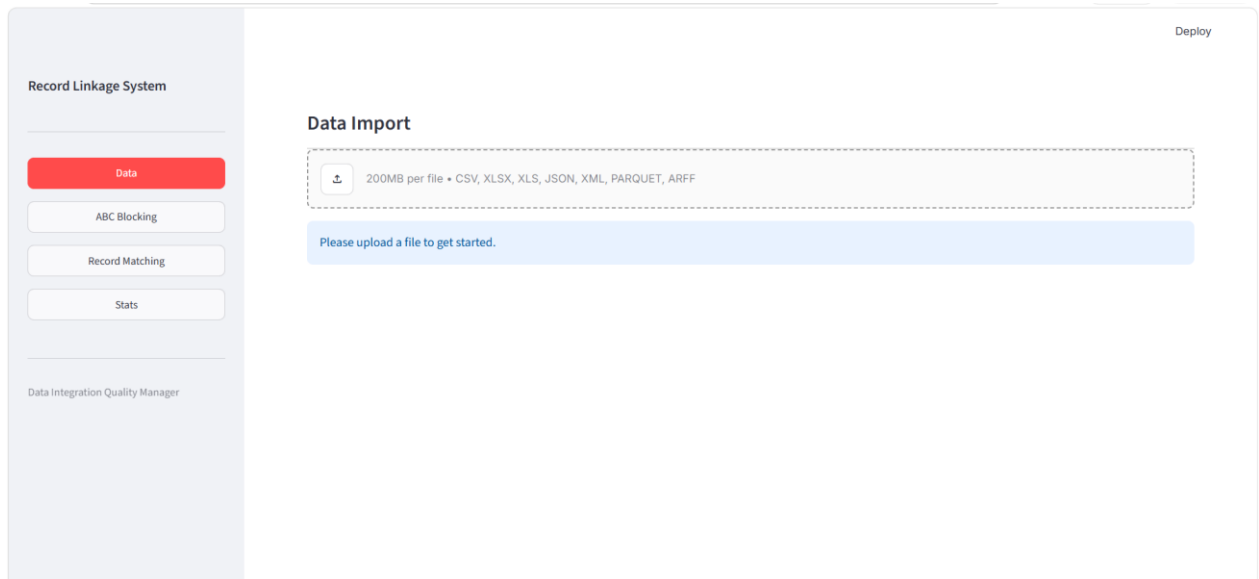 Deploy
Record Linkage System
Data
ABC Blocking
Record Matching
Stats
Data Integration Quality Manager
Data Import
200MB per file • CSV, XLSX, XLS, JSON, XML, PARQUET, ARFF
Please upload a file to get started.